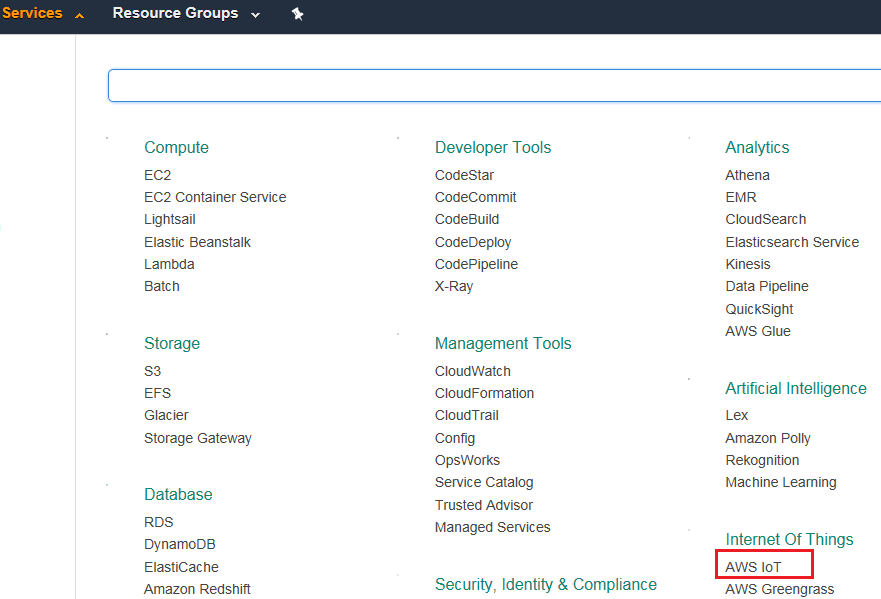 Services Resource Groups
Compute
EC2
EC2 Container Service
Lightsail
Elastic Beanstalk
Lambda
Batch
Storage
S3
EFS
Glacier
Storage Gateway
Database
RDS
DynamoDB
ElastiCache
Amazon Redshift
Developer Tools
CodeStar
CodeCommit
CodeBuild
CodeDeploy
CodePipeline
X-Ray
Management Tools
CloudWatch
CloudFormation
CloudTrail
Config
OpsWorks
Service Catalog
Trusted Advisor
Managed Services
Security, Identity & Compliance
Analytics
Athena
EMR
CloudSearch
Elasticsearch Service
Kinesis
Data Pipeline
QuickSight
AWS Glue
Artificial Intelligence
Lex
Amazon Polly
Rekognition
Machine Learning
Internet Of Things
AWS IoT
AWS Greengrass